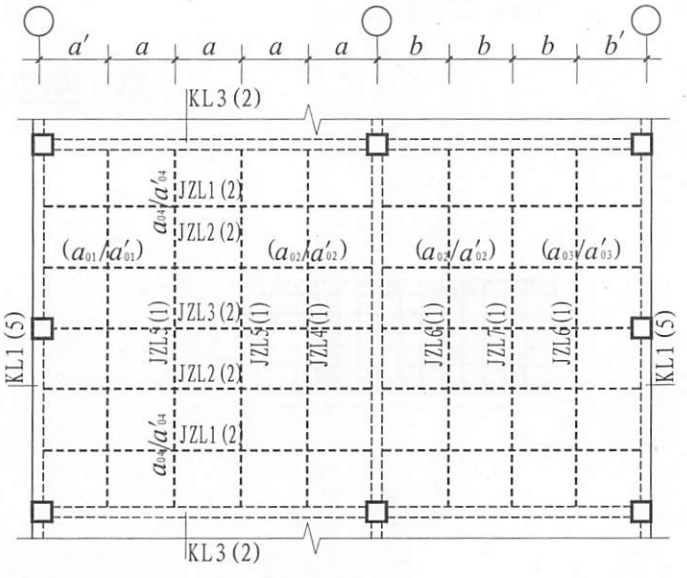 a′ a a a a b b b b′
KL3(2)
a₀₄/a′₀₄
JZL1(2)
JZL2(2)
(a₀₁/a′₀₁) (a₀₂/a′₀₂) (a₀₂/a′₀₂) (a₀₃/a′₀₃)
KL1(5)
JZL5(1)
JZL3(2)
JZL5(1)
JZL4(1)
JZL6(1)
JZL7(1)
JZL6(1)
KL1(5)
JZL2(2)
a₀₄/a′₀₄
JZL1(2)
KL3(2)